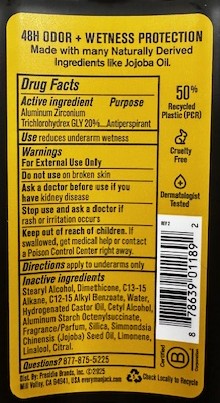 48H ODOR + WETNESS PROTECTION
Made with many Naturally Derived
Ingredients like Jojoba Oil.
Drug Facts
Active ingredient Purpose
Aluminum Zirconium
Trichlorohydrex GLY 20%...Antiperspirant
Use reduces underarm wetness
Warnings
For External Use Only
Do not use on broken skin
Ask a doctor before use if you
have kidney disease
Stop use and ask a doctor if
rash or irritation occurs
Keep out of reach of children. If
swallowed, get medical help or contact
a Poison Control Center right away.
Directions apply to underarms only
Inactive ingredients
Stearyl Alcohol, Dimethicone, C13-15
Alkane, C12-15 Alkyl Benzoate, Water,
Hydrogenated Castor Oil, Cetyl Alcohol,
Aluminum Starch Octenylsuccinate,
Fragrance/Parfum, Silica, Simmondsia
Chinensis (Jojoba) Seed Oil, Limonene,
Linalool, Citral.
Questions? 877-875-5225
Dist. By: Presidio Brands, Inc. ©2025
Mill Valley, CA 94941, USA everymanjack.com
50%
Recycled
Plastic (PCR)
Cruelty
Free
Dermatologist
Tested
8 78639 01189 2
Certified
B
Check Locally to Recycle